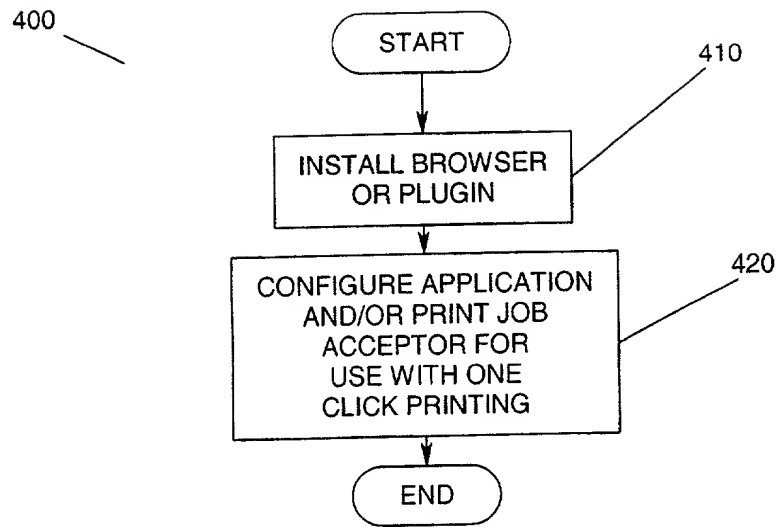 400
START
410
INSTALL BROWSER
OR PLUGIN
420
CONFIGURE APPLICATION
AND/OR PRINT JOB
ACCEPTOR FOR
USE WITH ONE
CLICK PRINTING
END